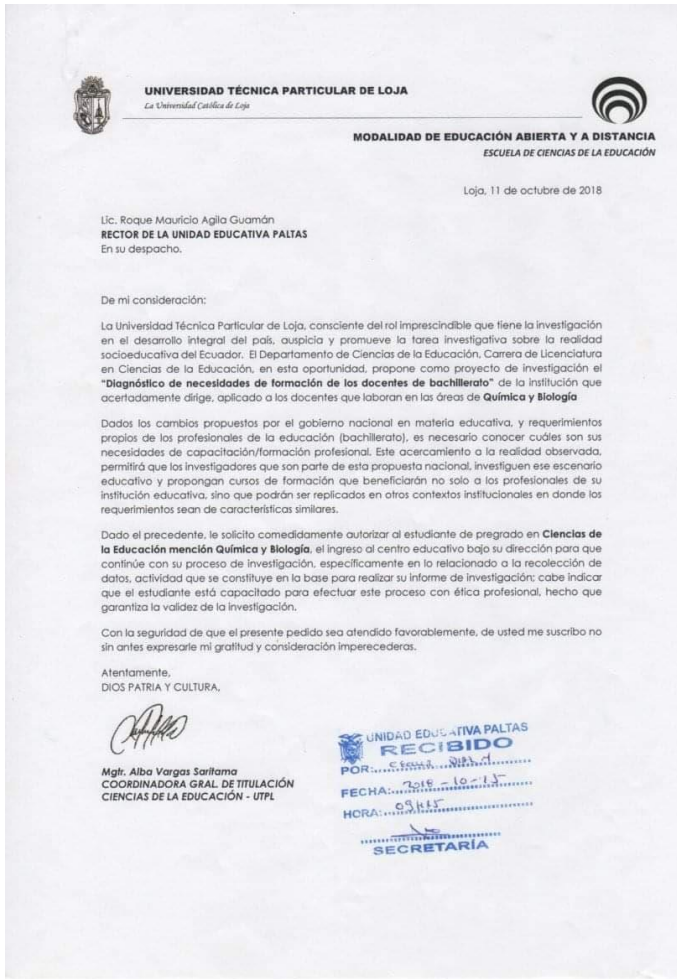 UNIVERSIDAD TÉCNICA PARTICULAR DE LOJA
La Universidad Católica de Loja
MODALIDAD DE EDUCACIÓN ABIERTA Y A DISTANCIA
ESCUELA DE CIENCIAS DE LA EDUCACIÓN
Loja, 11 de octubre de 2018
Lic. Roque Mauricio Agila Guamán
RECTOR DE LA UNIDAD EDUCATIVA PALTAS
En su despacho.
De mi consideración:
La Universidad Técnica Particular de Loja, consciente del rol imprescindible que tiene la investigación
en el desarrollo integral del país, auspicia y promueve la tarea investigativa sobre la realidad
socioeducativa del Ecuador. El Departamento de Ciencias de la Educación, Carrera de Licenciatura
en Ciencias de la Educación, en esta oportunidad, propone como proyecto de investigación el
"Diagnóstico de necesidades de formación de los docentes de bachillerato" de la institución que
acertadamente dirige, aplicado a los docentes que laboran en las áreas de Química y Biología
Dados los cambios propuestos por el gobierno nacional en materia educativa, y requerimientos
propios de los profesionales de la educación (bachillerato), es necesario conocer cuáles son sus
necesidades de capacitación/formación profesional. Este acercamiento a la realidad observada,
permitirá que los investigadores que son parte de esta propuesta nacional, investiguen ese escenario
educativo y propongan cursos de formación que beneficiarán no solo a los profesionales de su
institución educativa, sino que podrán ser replicados en otros contextos institucionales en donde los
requerimientos sean de características similares.
Dado el precedente, le solicito comedidamente autorizar al estudiante de pregrado en Ciencias de
la Educación mención Química y Biología, el ingreso al centro educativo bajo su dirección para que
continúe con su proceso de investigación, específicamente en lo relacionado a la recolección de
datos, actividad que se constituye en la base para realizar su informe de investigación; cabe indicar
que el estudiante está capacitado para efectuar este proceso con ética profesional, hecho que
garantiza la validez de la investigación.
Con la seguridad de que el presente pedido sea atendido favorablemente, de usted me suscribo no
sin antes expresarle mi gratitud y consideración imperecederas.
Atentamente,
DIOS PATRIA Y CULTURA,
Mgtr. Alba Vargas Saritama
COORDINADORA GRAL. DE TITULACIÓN
CIENCIAS DE LA EDUCACIÓN - UTPL
UNIDAD EDUCATIVA PALTAS
RECIBIDO
POR:
FECHA: 2018-10-15
HORA: 09H15
SECRETARÍA